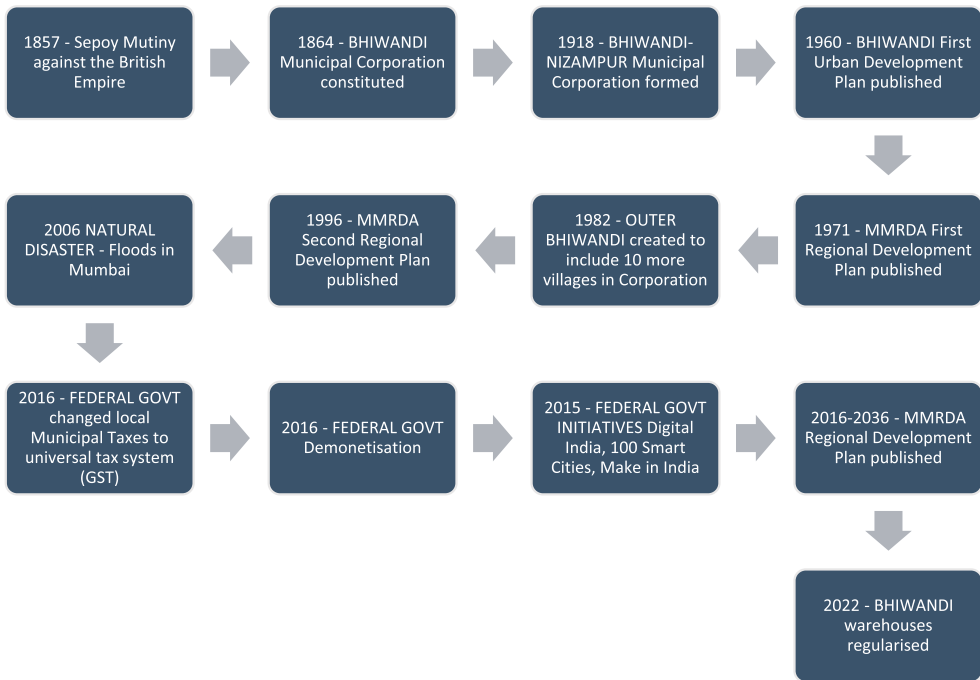 1857 - Sepoy Mutiny
against the British
Empire
1864 - BHIWANDI
Municipal Corporation
constituted
1918 - BHIWANDI-
NIZAMPUR Municipal
Corporation formed
1960 - BHIWANDI First
Urban Development
Plan published
1971 - MMRDA First
Regional Development
Plan published
1982 - OUTER
BHIWANDI created to
include 10 more
villages in Corporation
1996 - MMRDA
Second Regional
Development Plan
published
2006 NATURAL
DISASTER - Floods in
Mumbai
2016 - FEDERAL GOVT
changed local
Municipal Taxes to
universal tax system
(GST)
2016 - FEDERAL GOVT
Demonetisation
2015 - FEDERAL GOVT
INITIATIVES Digital
India, 100 Smart
Cities, Make in India
2016-2036 - MMRDA
Regional Development
Plan published
2022 - BHIWANDI
warehouses
regularised